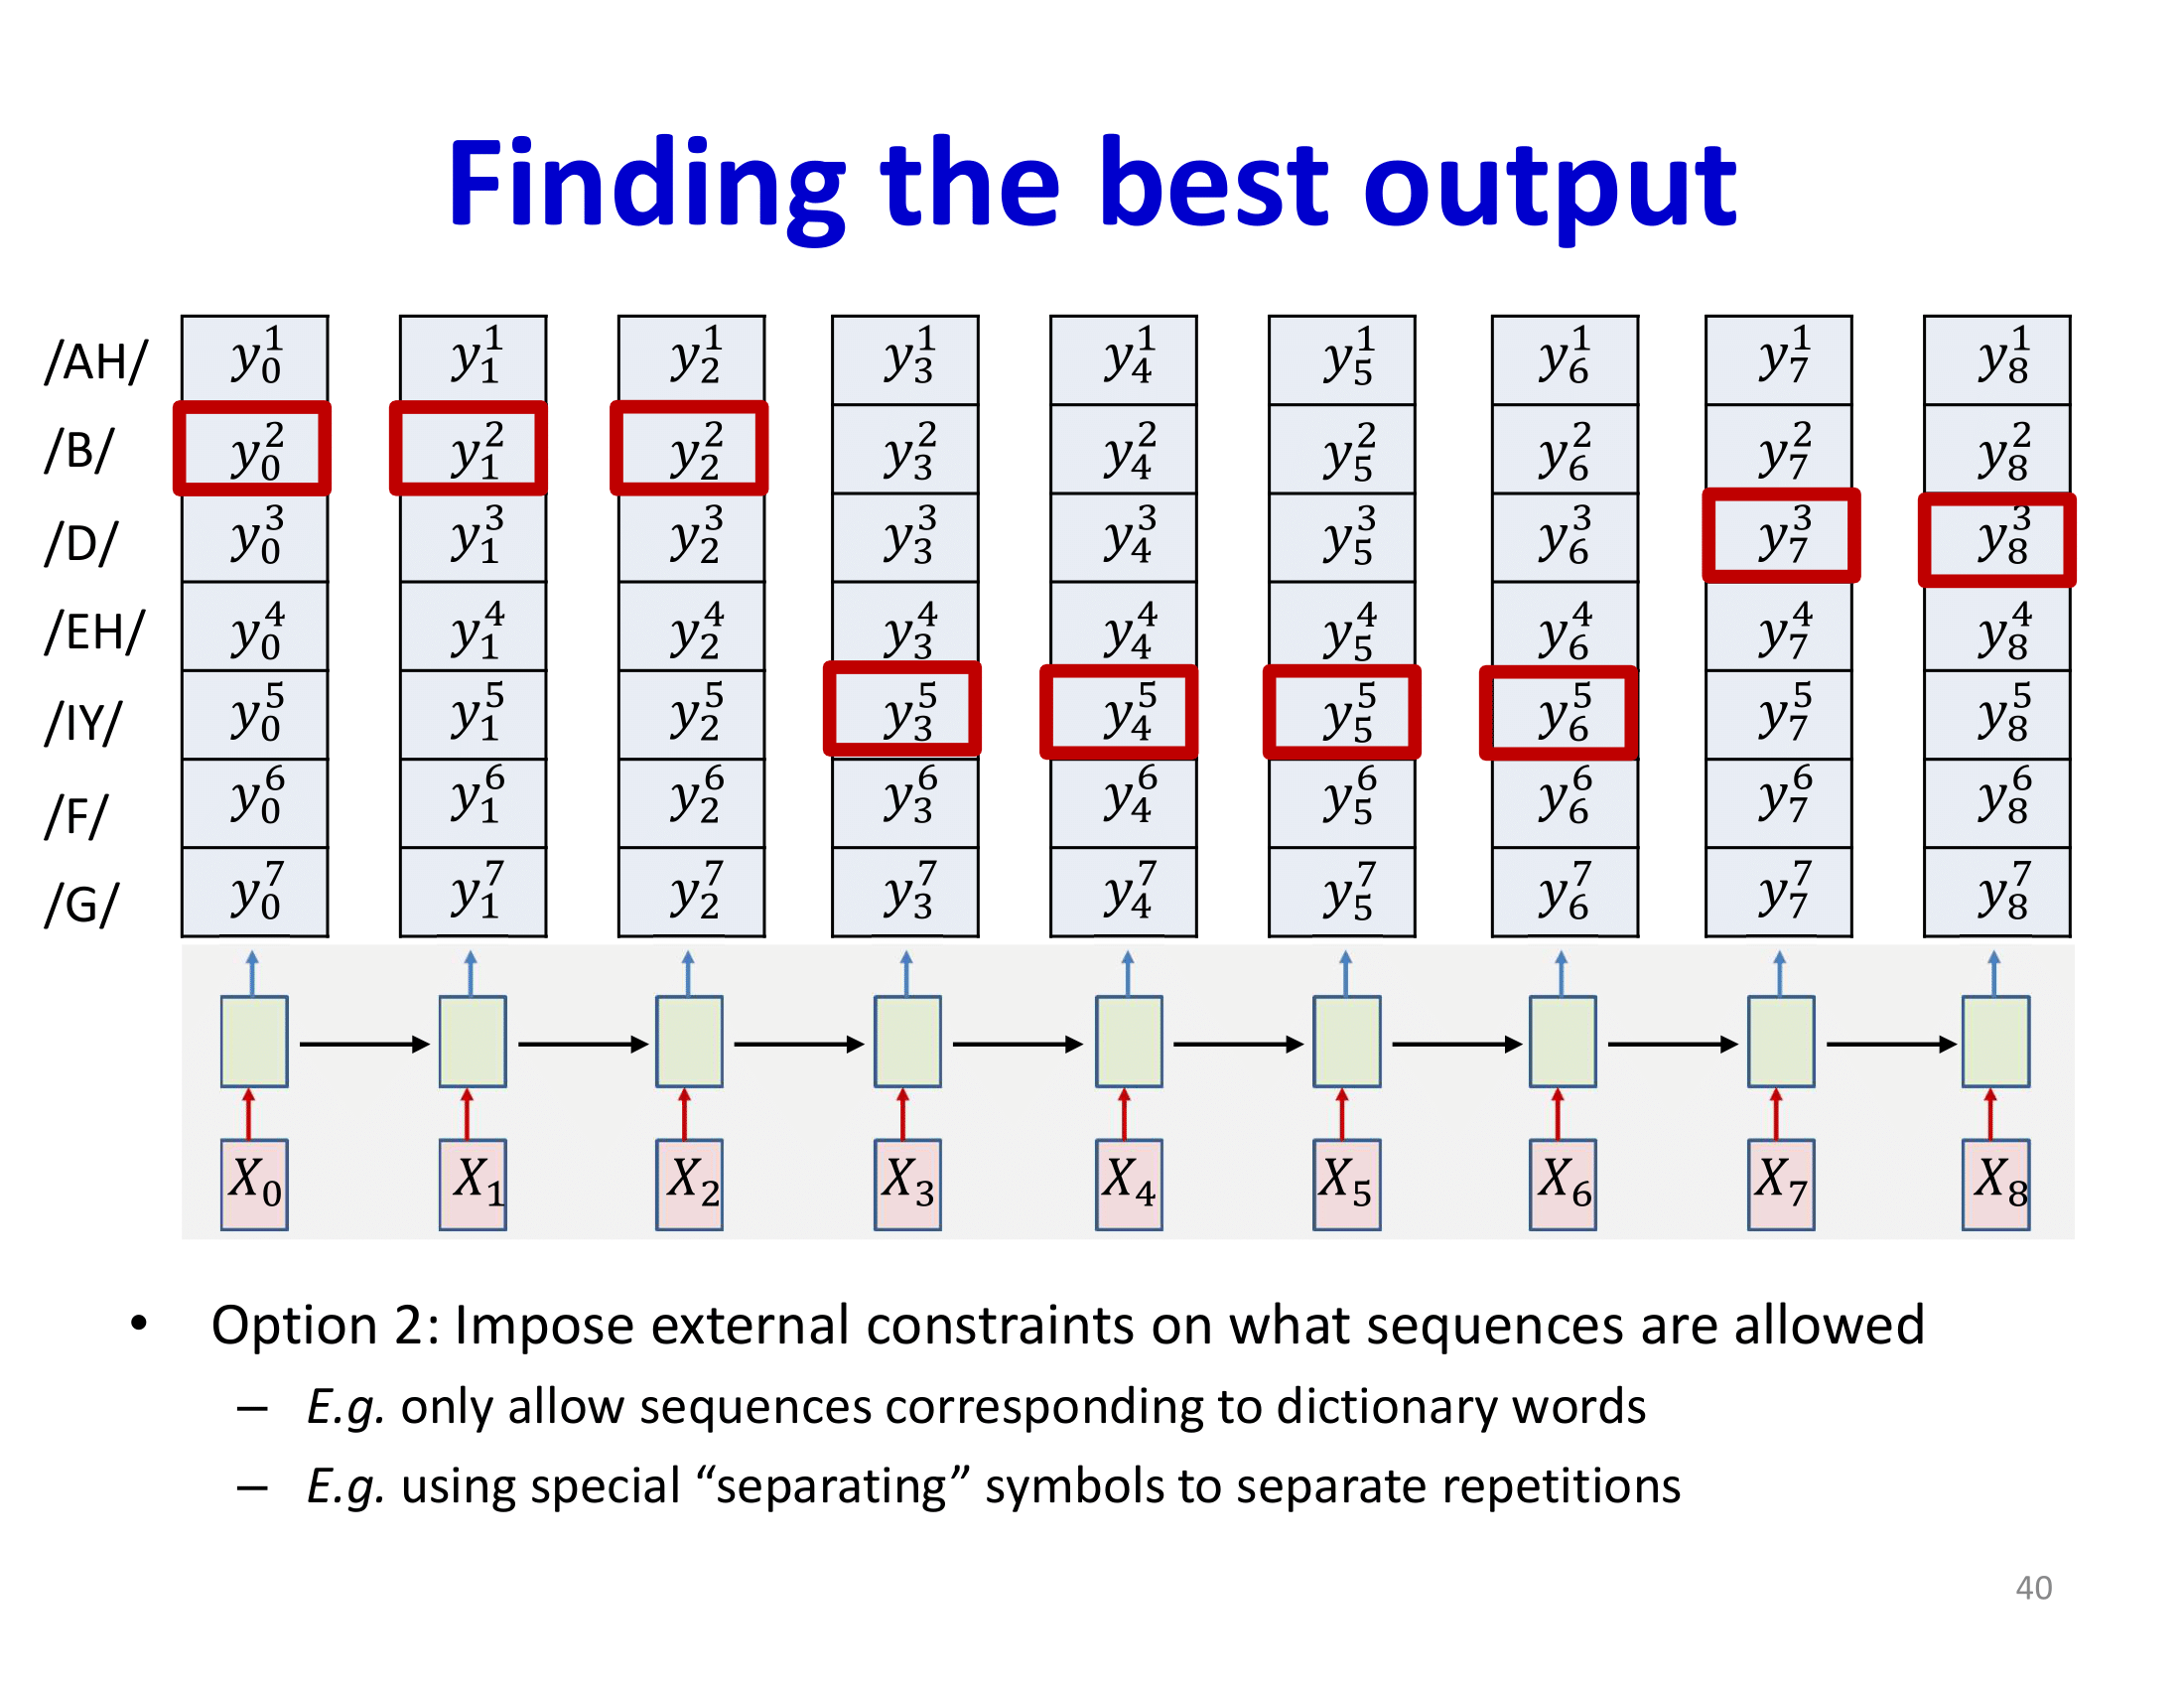 Finding the best output
/AH/ y_0^1 y_1^1 y_2^1 y_3^1 y_4^1 y_5^1 y_6^1 y_7^1 y_8^1
/B/ y_0^2 y_1^2 y_2^2 y_3^2 y_4^2 y_5^2 y_6^2 y_7^2 y_8^2
/D/ y_0^3 y_1^3 y_2^3 y_3^3 y_4^3 y_5^3 y_6^3 y_7^3 y_8^3
/EH/ y_0^4 y_1^4 y_2^4 y_3^4 y_4^4 y_5^4 y_6^4 y_7^4 y_8^4
/IY/ y_0^5 y_1^5 y_2^5 y_3^5 y_4^5 y_5^5 y_6^5 y_7^5 y_8^5
/F/ y_0^6 y_1^6 y_2^6 y_3^6 y_4^6 y_5^6 y_6^6 y_7^6 y_8^6
/G/ y_0^7 y_1^7 y_2^7 y_3^7 y_4^7 y_5^7 y_6^7 y_7^7 y_8^7
X_0 X_1 X_2 X_3 X_4 X_5 X_6 X_7 X_8
• Option 2: Impose external constraints on what sequences are allowed
– E.g. only allow sequences corresponding to dictionary words
– E.g. using special “separating” symbols to separate repetitions
40